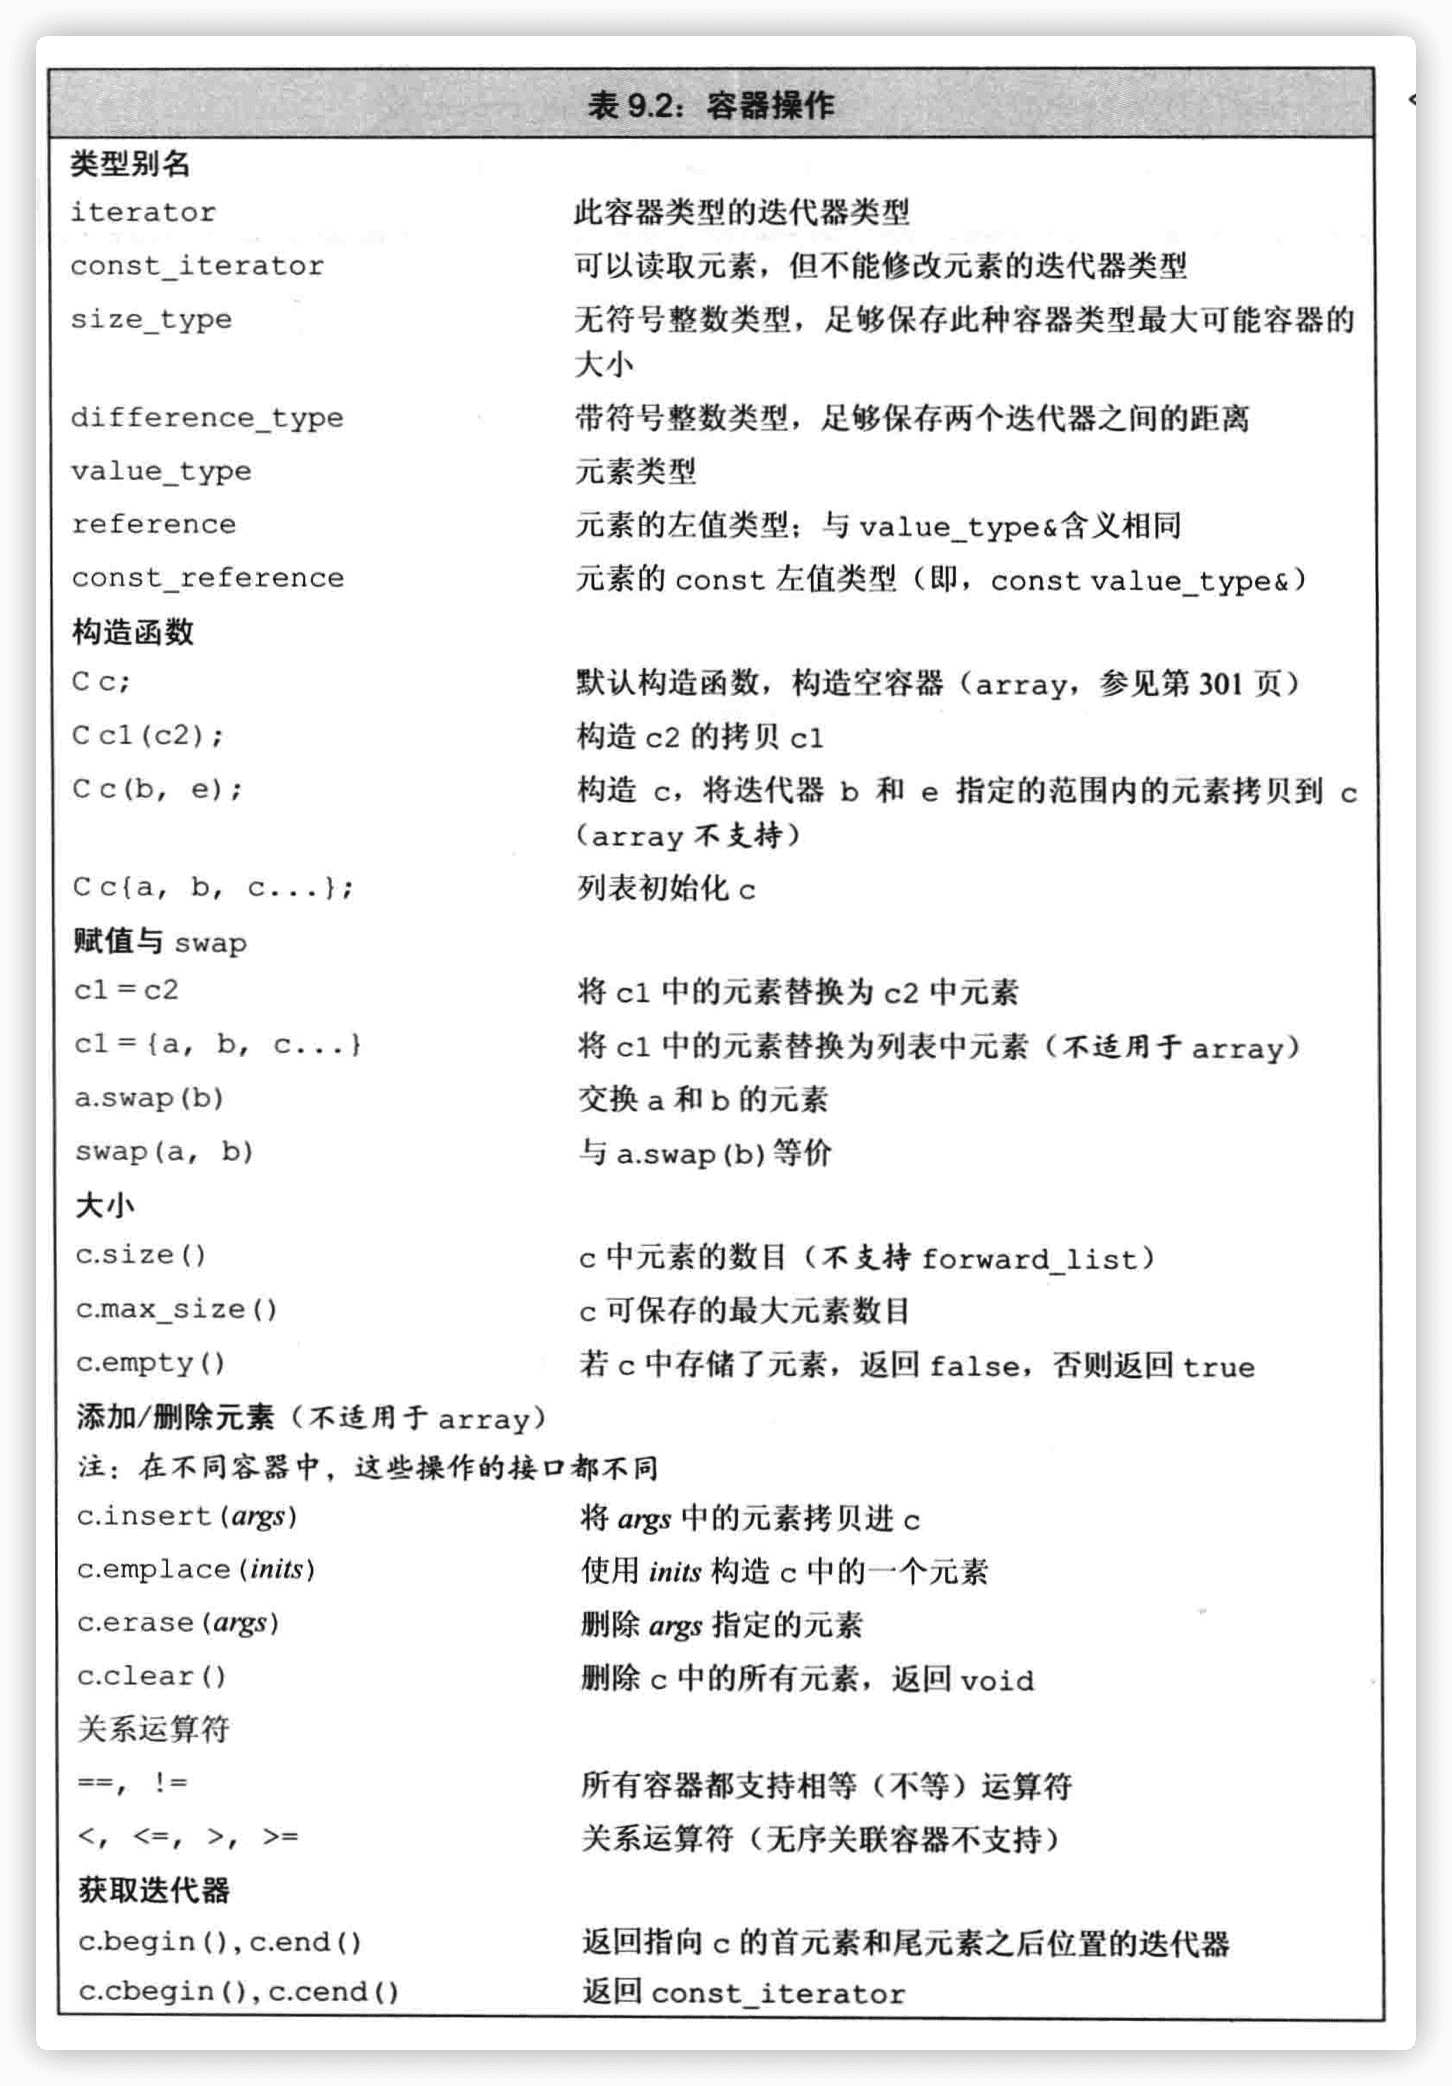 表 9.2：容器操作
类型别名
iterator 此容器类型的迭代器类型
const_iterator 可以读取元素，但不能修改元素的迭代器类型
size_type 无符号整数类型，足够保存此种容器类型最大可能容器的
大小
difference_type 带符号整数类型，足够保存两个迭代器之间的距离
value_type 元素类型
reference 元素的左值类型；与 value_type&含义相同
const_reference 元素的 const 左值类型（即，const value_type&）
构造函数
C c; 默认构造函数，构造空容器（array，参见第 301 页）
C c1(c2); 构造 c2 的拷贝 c1
C c(b, e); 构造 c，将迭代器 b 和 e 指定的范围内的元素拷贝到 c
（array 不支持）
C c{a, b, c...}; 列表初始化 c
赋值与 swap
c1 = c2 将 c1 中的元素替换为 c2 中元素
c1 = {a, b, c...} 将 c1 中的元素替换为列表中元素（不适用于 array）
a.swap(b) 交换 a 和 b 的元素
swap(a, b) 与 a.swap(b)等价
大小
c.size() c 中元素的数目（不支持 forward_list）
c.max_size() c 可保存的最大元素数目
c.empty() 若 c 中存储了元素，返回 false，否则返回 true
添加/删除元素（不适用于 array）
注：在不同容器中，这些操作的接口都不同
c.insert(args) 将 args 中的元素拷贝进 c
c.emplace(inits) 使用 inits 构造 c 中的一个元素
c.erase(args) 删除 args 指定的元素
c.clear() 删除 c 中的所有元素，返回 void
关系运算符
==, != 所有容器都支持相等（不等）运算符
<, <=, >, >= 关系运算符（无序关联容器不支持）
获取迭代器
c.begin(),c.end() 返回指向 c 的首元素和尾元素之后位置的迭代器
c.cbegin(),c.cend() 返回 const_iterator